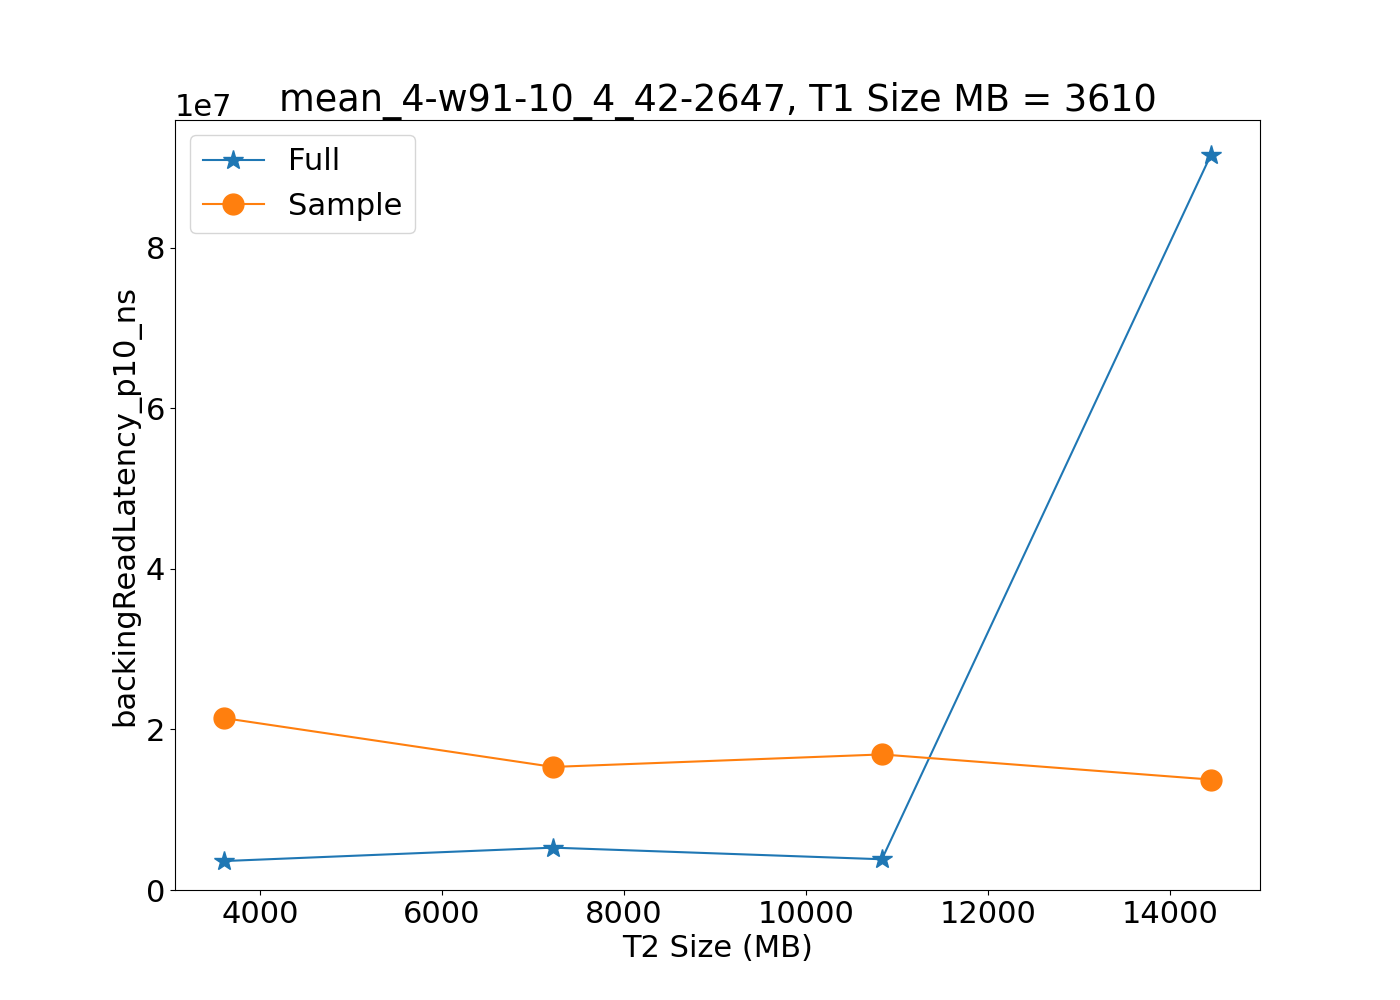 mean_4-w91-10_4_42-2647, T1 Size MB = 3610
1e7
Full
Sample
8
6
4
2
0
backingReadLatency_p10_ns
4000 6000 8000 10000 12000 14000
T2 Size (MB)